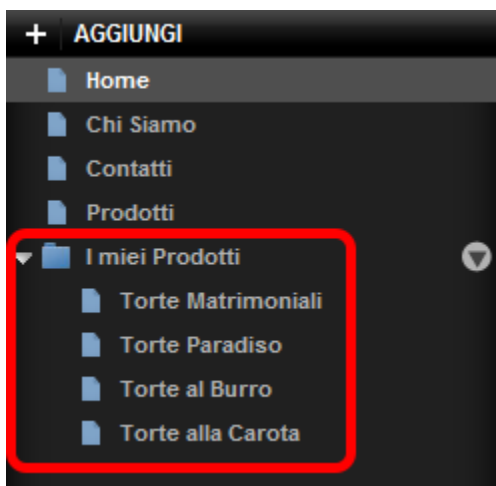 AGGIUNGI
Home
Chi Siamo
Contatti
Prodotti
I miei Prodotti
Torte Matrimoniali
Torte Paradiso
Torte al Burro
Torte alla Carota